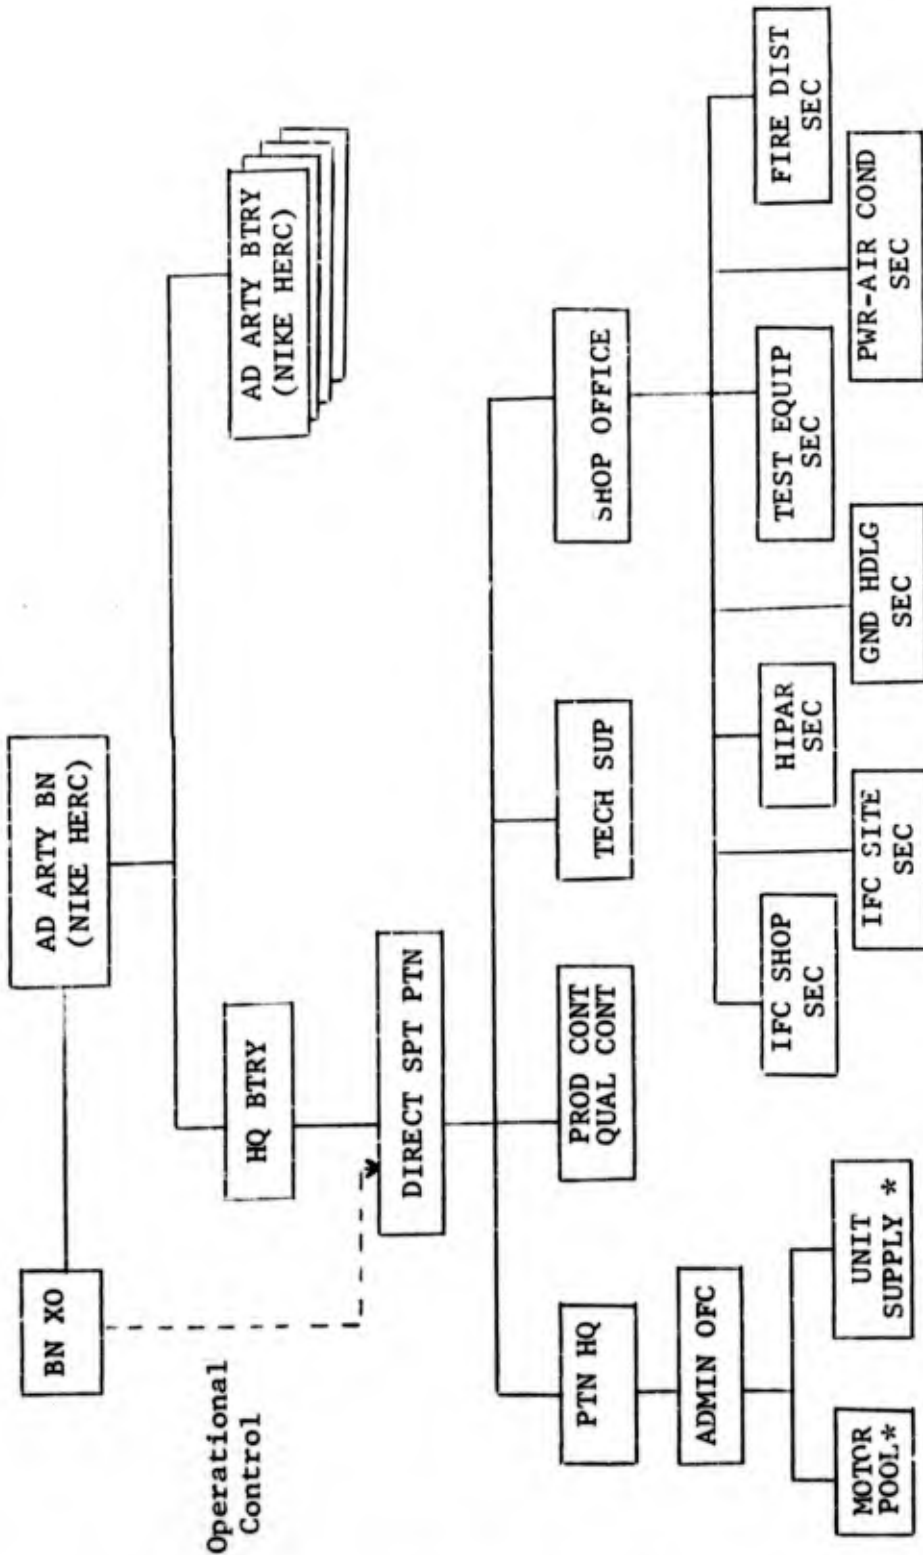 AD ARTY BN
(NIKE HERC)
BN XO
Operational
Control
HQ BTRY
AD ARTY BTRY
(NIKE HERC)
DIRECT SPT PTN
PTN HQ
PROD CONT
QUAL CONT
TECH SUP
SHOP OFFICE
ADMIN OFC
MOTOR
POOL*
UNIT
SUPPLY *
IFC SHOP
SEC
HIPAR
SEC
TEST EQUIP
SEC
FIRE DIST
SEC
IFC SITE
SEC
GND HDLG
SEC
PWR-AIR COND
SEC